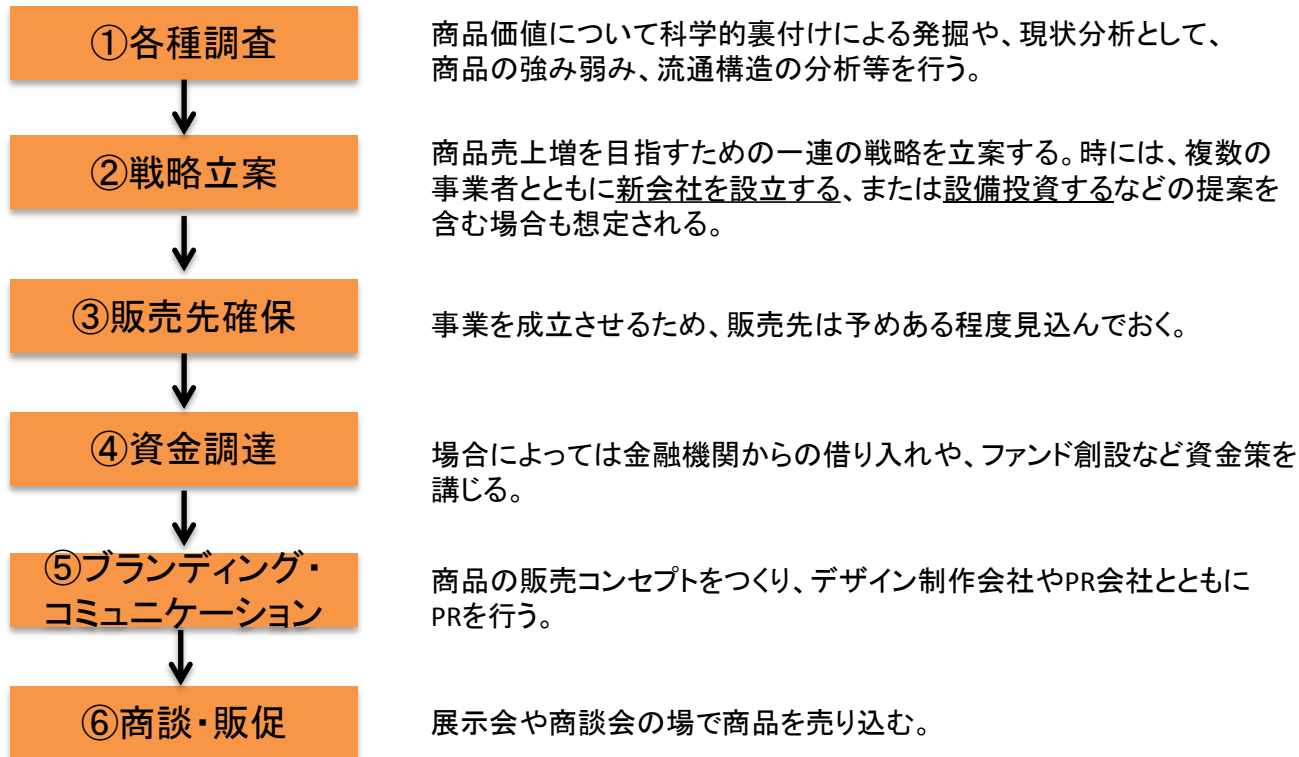 ①各種調査
商品価値について科学的裏付けによる発掘や、現状分析として、
商品の強み弱み、流通構造の分析等を行う。
②戦略立案
商品売上増を目指すための一連の戦略を立案する。時には、複数の
事業者とともに新会社を設立する、または設備投資するなどの提案を
含む場合も想定される。
③販売先確保
事業を成立させるため、販売先は予めある程度見込んでおく。
④資金調達
場合によっては金融機関からの借り入れや、ファンド創設など資金策を
講じる。
⑤ブランディング・
コミュニケーション
商品の販売コンセプトをつくり、デザイン制作会社やPR会社とともに
PRを行う。
⑥商談・販促
展示会や商談会の場で商品を売り込む。